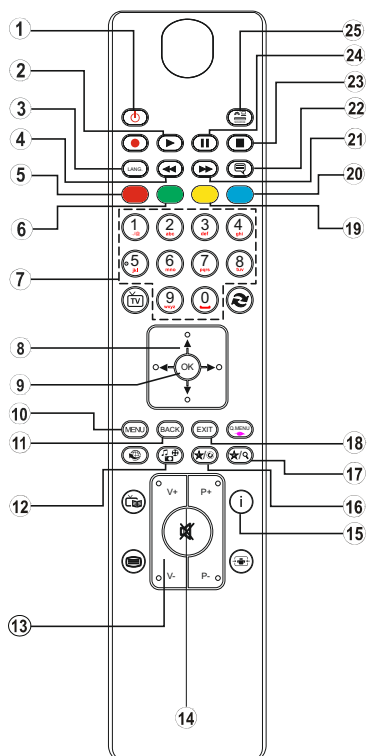 1
25
2
24
3
23
LANG.
22
4
21
5
20
6
19
1 ./@
2 abc
3 def
4 ghi
5 jkl
6 mno
7 pqrs
8 tuv
7
TV
9 wxyz
0
8
OK
9
10
MENU
BACK
EXIT
Q.MENU
11
18
12
17
16
V+
P+
i
15
13
V-
P-
14